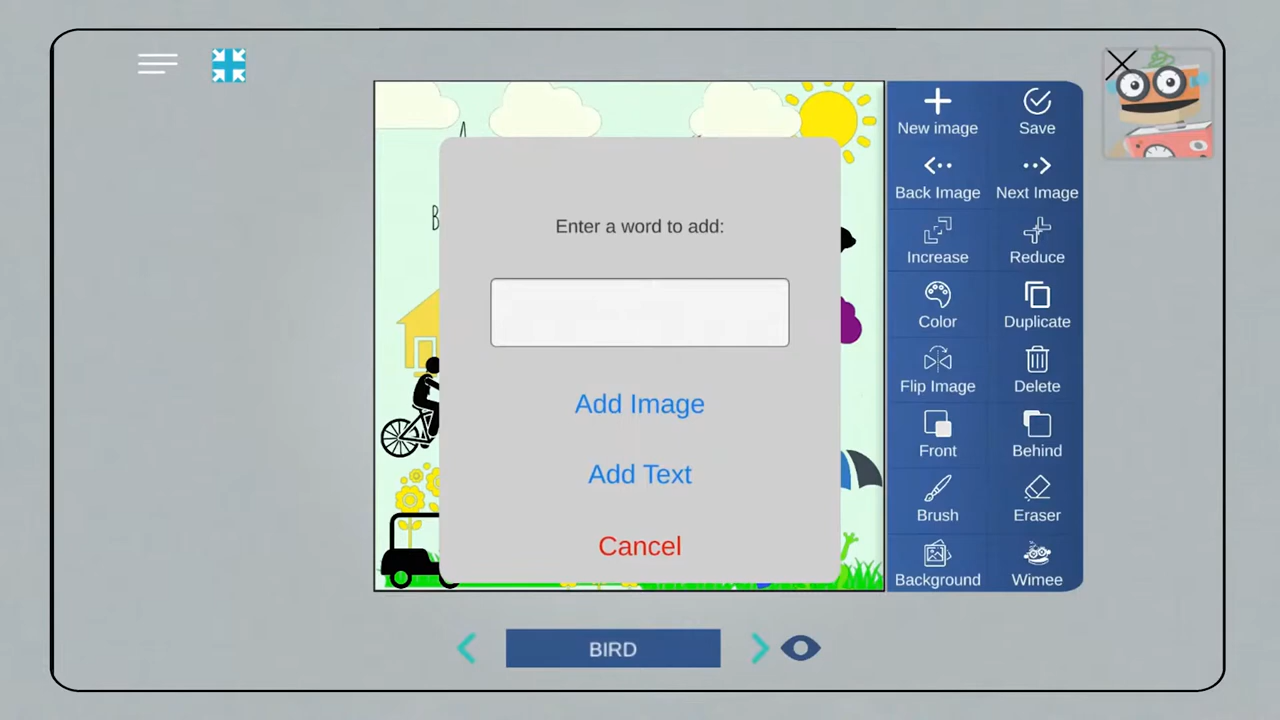 New image
Save
Back Image
Next Image
Increase
Reduce
Color
Duplicate
Flip Image
Delete
Front
Behind
Brush
Eraser
Background
Wimee
Enter a word to add:
Add Image
Add Text
Cancel
B
BIRD